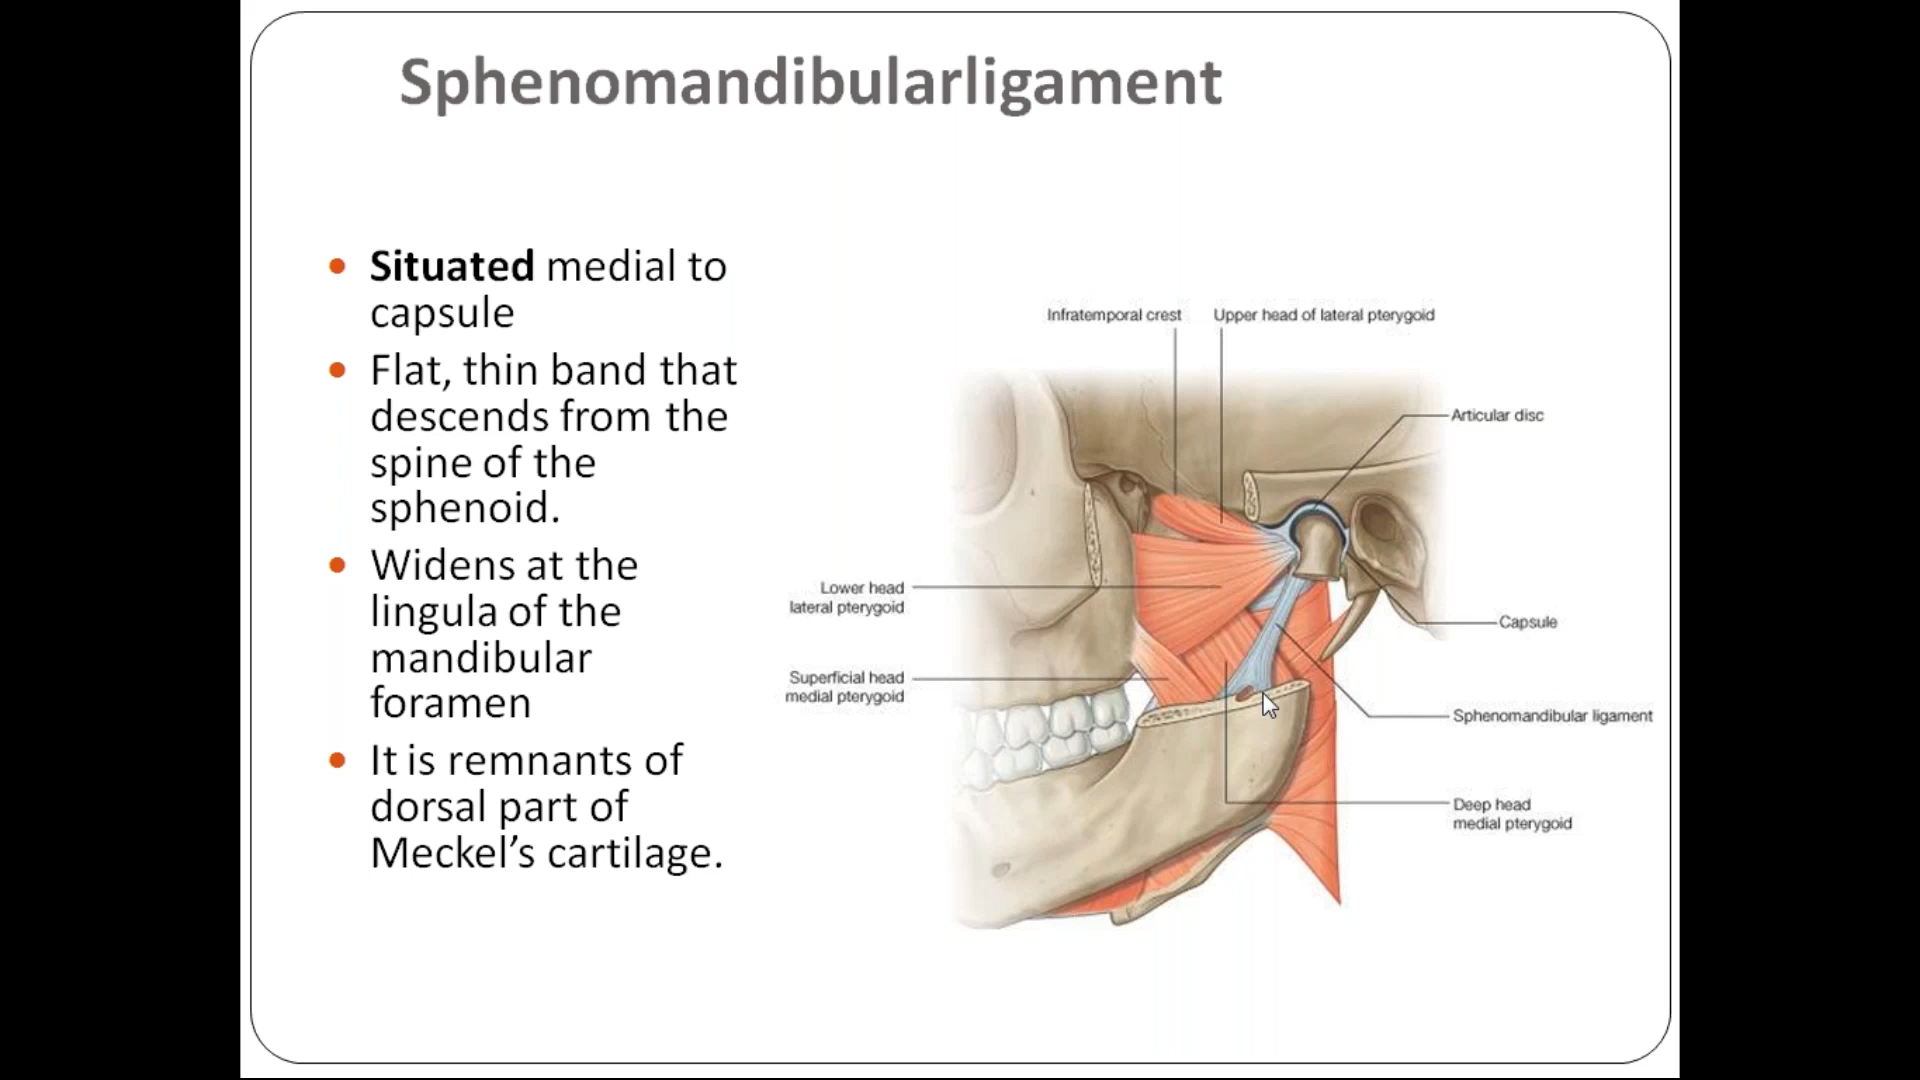 Sphenomandibularligament
• Situated medial to
capsule
• Flat, thin band that
descends from the
spine of the
sphenoid.
• Widens at the
lingula of the
mandibular
foramen
• It is remnants of
dorsal part of
Meckel’s cartilage.
Infratemporal crest
Upper head of lateral pterygoid
Articular disc
Lower head
lateral pterygoid
Capsule
Superficial head
medial pterygoid
Sphenomandibular ligament
Deep head
medial pterygoid